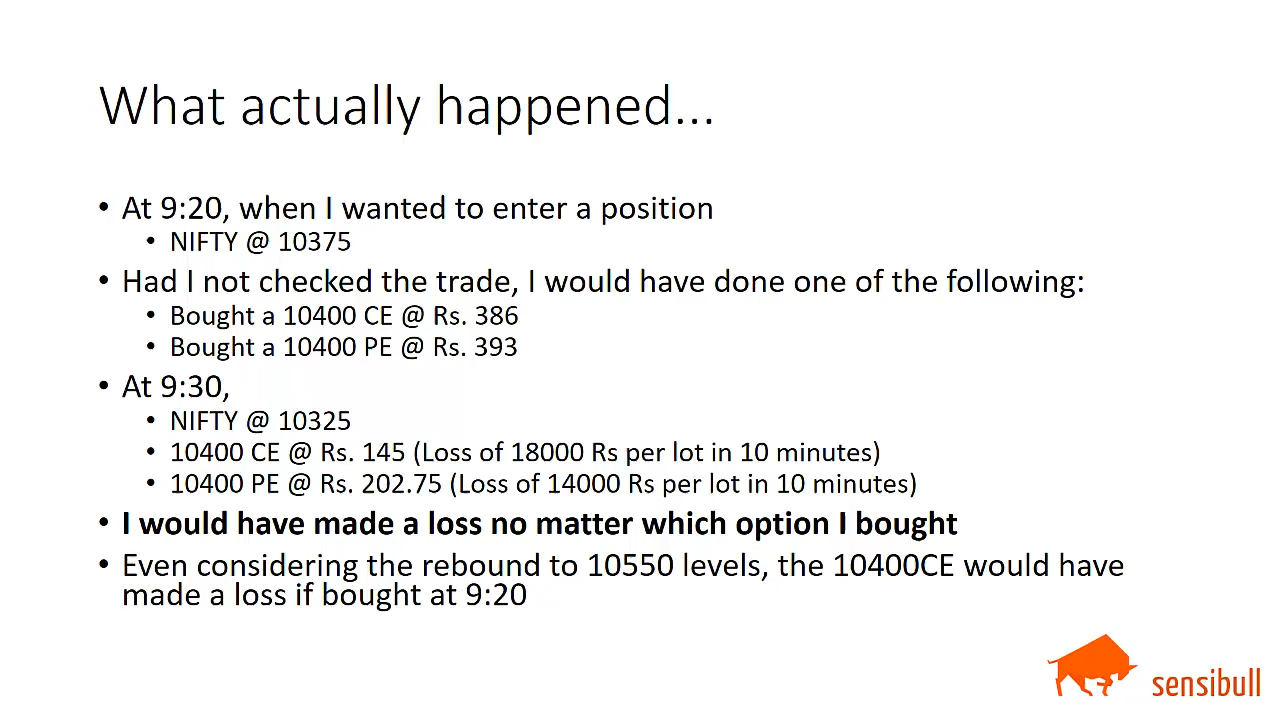 What actually happened...
• At 9:20, when I wanted to enter a position
• NIFTY @ 10375
• Had I not checked the trade, I would have done one of the following:
• Bought a 10400 CE @ Rs. 386
• Bought a 10400 PE @ Rs. 393
• At 9:30,
• NIFTY @ 10325
• 10400 CE @ Rs. 145 (Loss of 18000 Rs per lot in 10 minutes)
• 10400 PE @ Rs. 202.75 (Loss of 14000 Rs per lot in 10 minutes)
• I would have made a loss no matter which option I bought
• Even considering the rebound to 10550 levels, the 10400CE would have
made a loss if bought at 9:20
sensibull